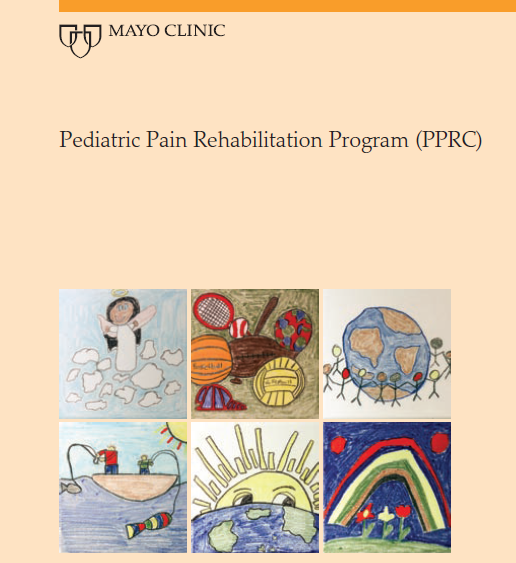 MAYO CLINIC
Pediatric Pain Rehabilitation Program (PPRC)